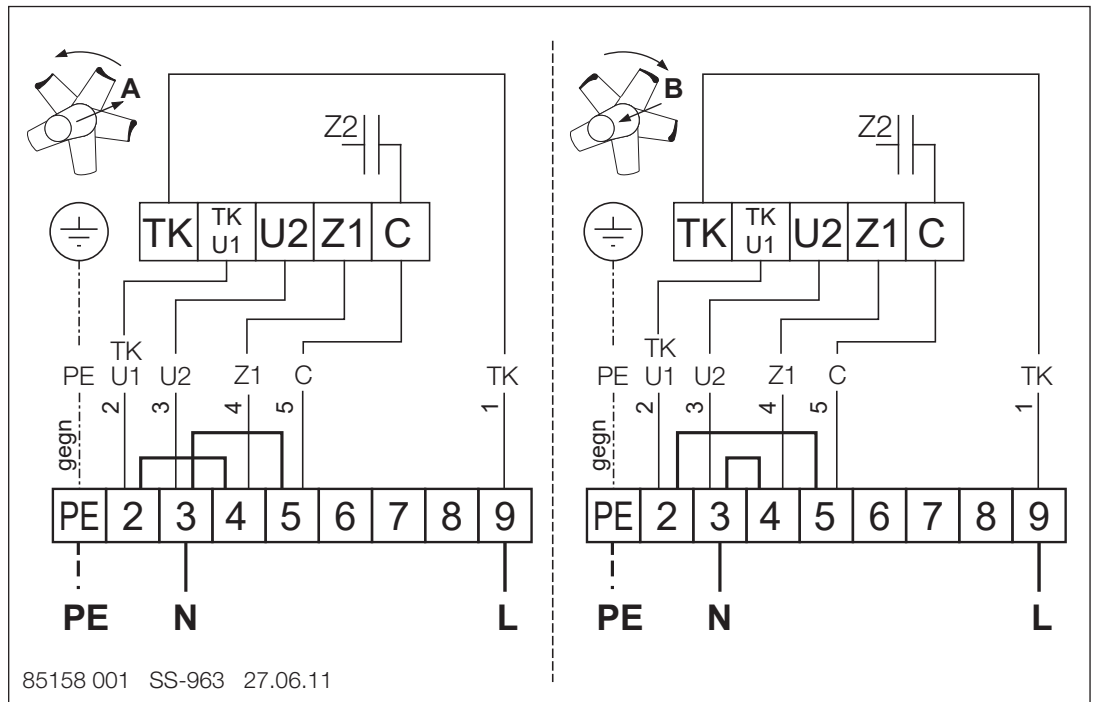 A
Z2
TK TK U1 U2 Z1 C
TK
PE U1 U2 Z1 C TK
2 3 4 5 1
gegn
PE 2 3 4 5 6 7 8 9
PE N L
B
Z2
TK TK U1 U2 Z1 C
TK
PE U1 U2 Z1 C TK
2 3 4 5 1
gegn
PE 2 3 4 5 6 7 8 9
PE N L
85158 001 SS-963 27.06.11